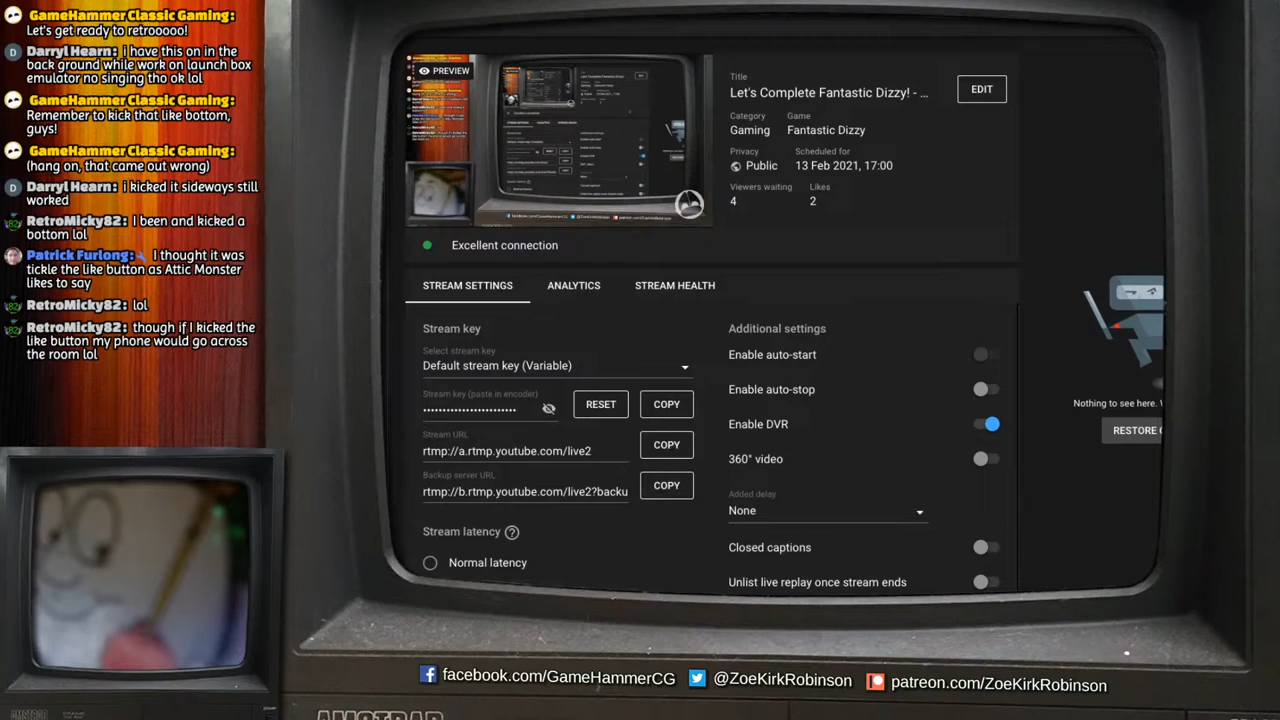 GameHammer Classic Gaming:
Let's get ready to retrooooo!
D
Darryl Hearn: i have this on in the
back ground while work on launch box
emulator no singing tho ok lol
GameHammer Classic Gaming:
Remember to kick that like bottom,
guys!
GameHammer Classic Gaming:
(hang on, that came out wrong)
D
Darryl Hearn: i kicked it sideways still
worked
RetroMicky82: I been and kicked a
bottom lol
Patrick Furlong: I thought it was
tickle the like button as Attic Monster
likes to say
RetroMicky82: lol
RetroMicky82: though if I kicked the
like button my phone would go across
the room lol
PREVIEW
Title
Let's Complete Fantastic Dizzy! - ...
EDIT
Category
Game
Gaming
Fantastic Dizzy
Privacy
Scheduled for
Public
13 Feb 2021, 17:00
Viewers waiting
Likes
4
2
Excellent connection
STREAM SETTINGS
ANALYTICS
STREAM HEALTH
Stream key
Select stream key
Default stream key (Variable)
Stream key (paste in encoder)
••••••••••••••••••••••••
RESET
COPY
Stream URL
rtmp://a.rtmp.youtube.com/live2
COPY
Backup server URL
rtmp://b.rtmp.youtube.com/live2?backu
COPY
Stream latency
Normal latency
Additional settings
Enable auto-start
Enable auto-stop
Enable DVR
360° video
Added delay
None
Closed captions
Unlist live replay once stream ends
Nothing to see here.
RESTORE
facebook.com/GameHammerCG
@ZoeKirkRobinson
patreon.com/ZoeKirkRobinson
AMSTRAD